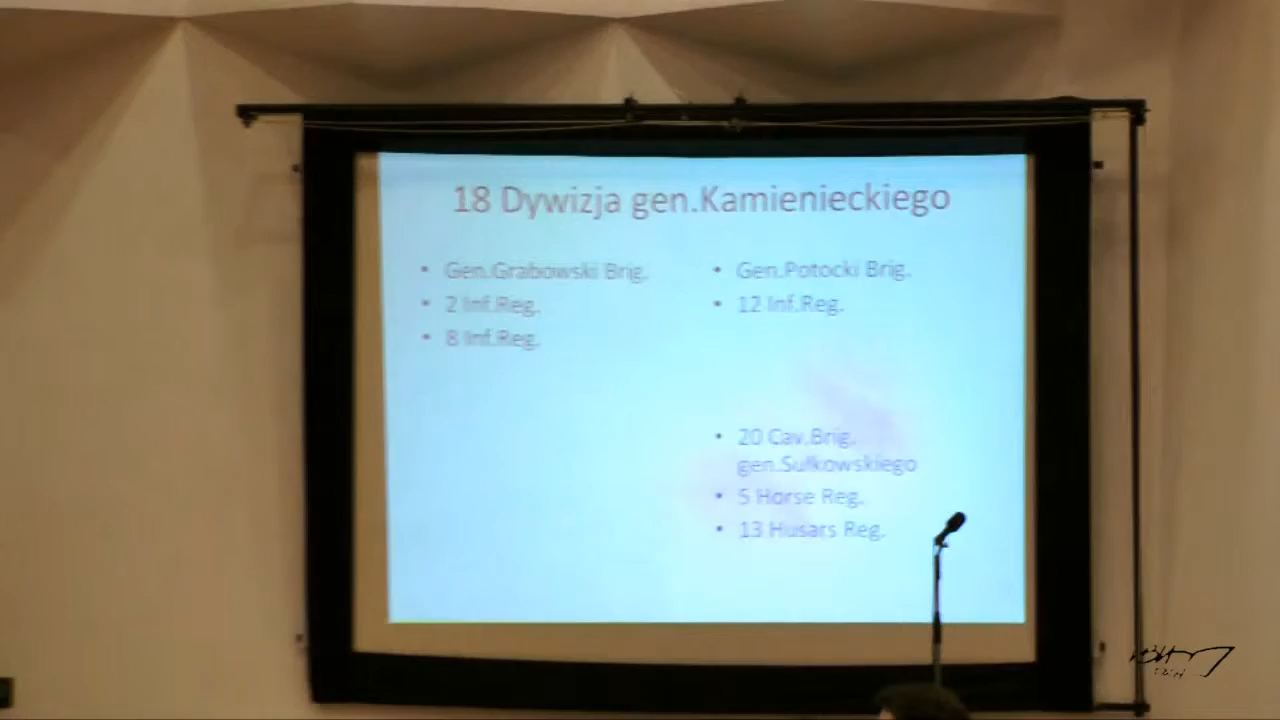 18 Dywizja gen.Kamienieckiego
• Gen.Grabowski Brig.
• 2 Inf.Reg.
• 8 Inf.Reg.
• Gen.Potocki Brig.
• 12 Inf.Reg.
• 20 Cav.Brig.
gen.Sułkowskiego
• 5 Horse Reg.
• 13 Husars Reg.